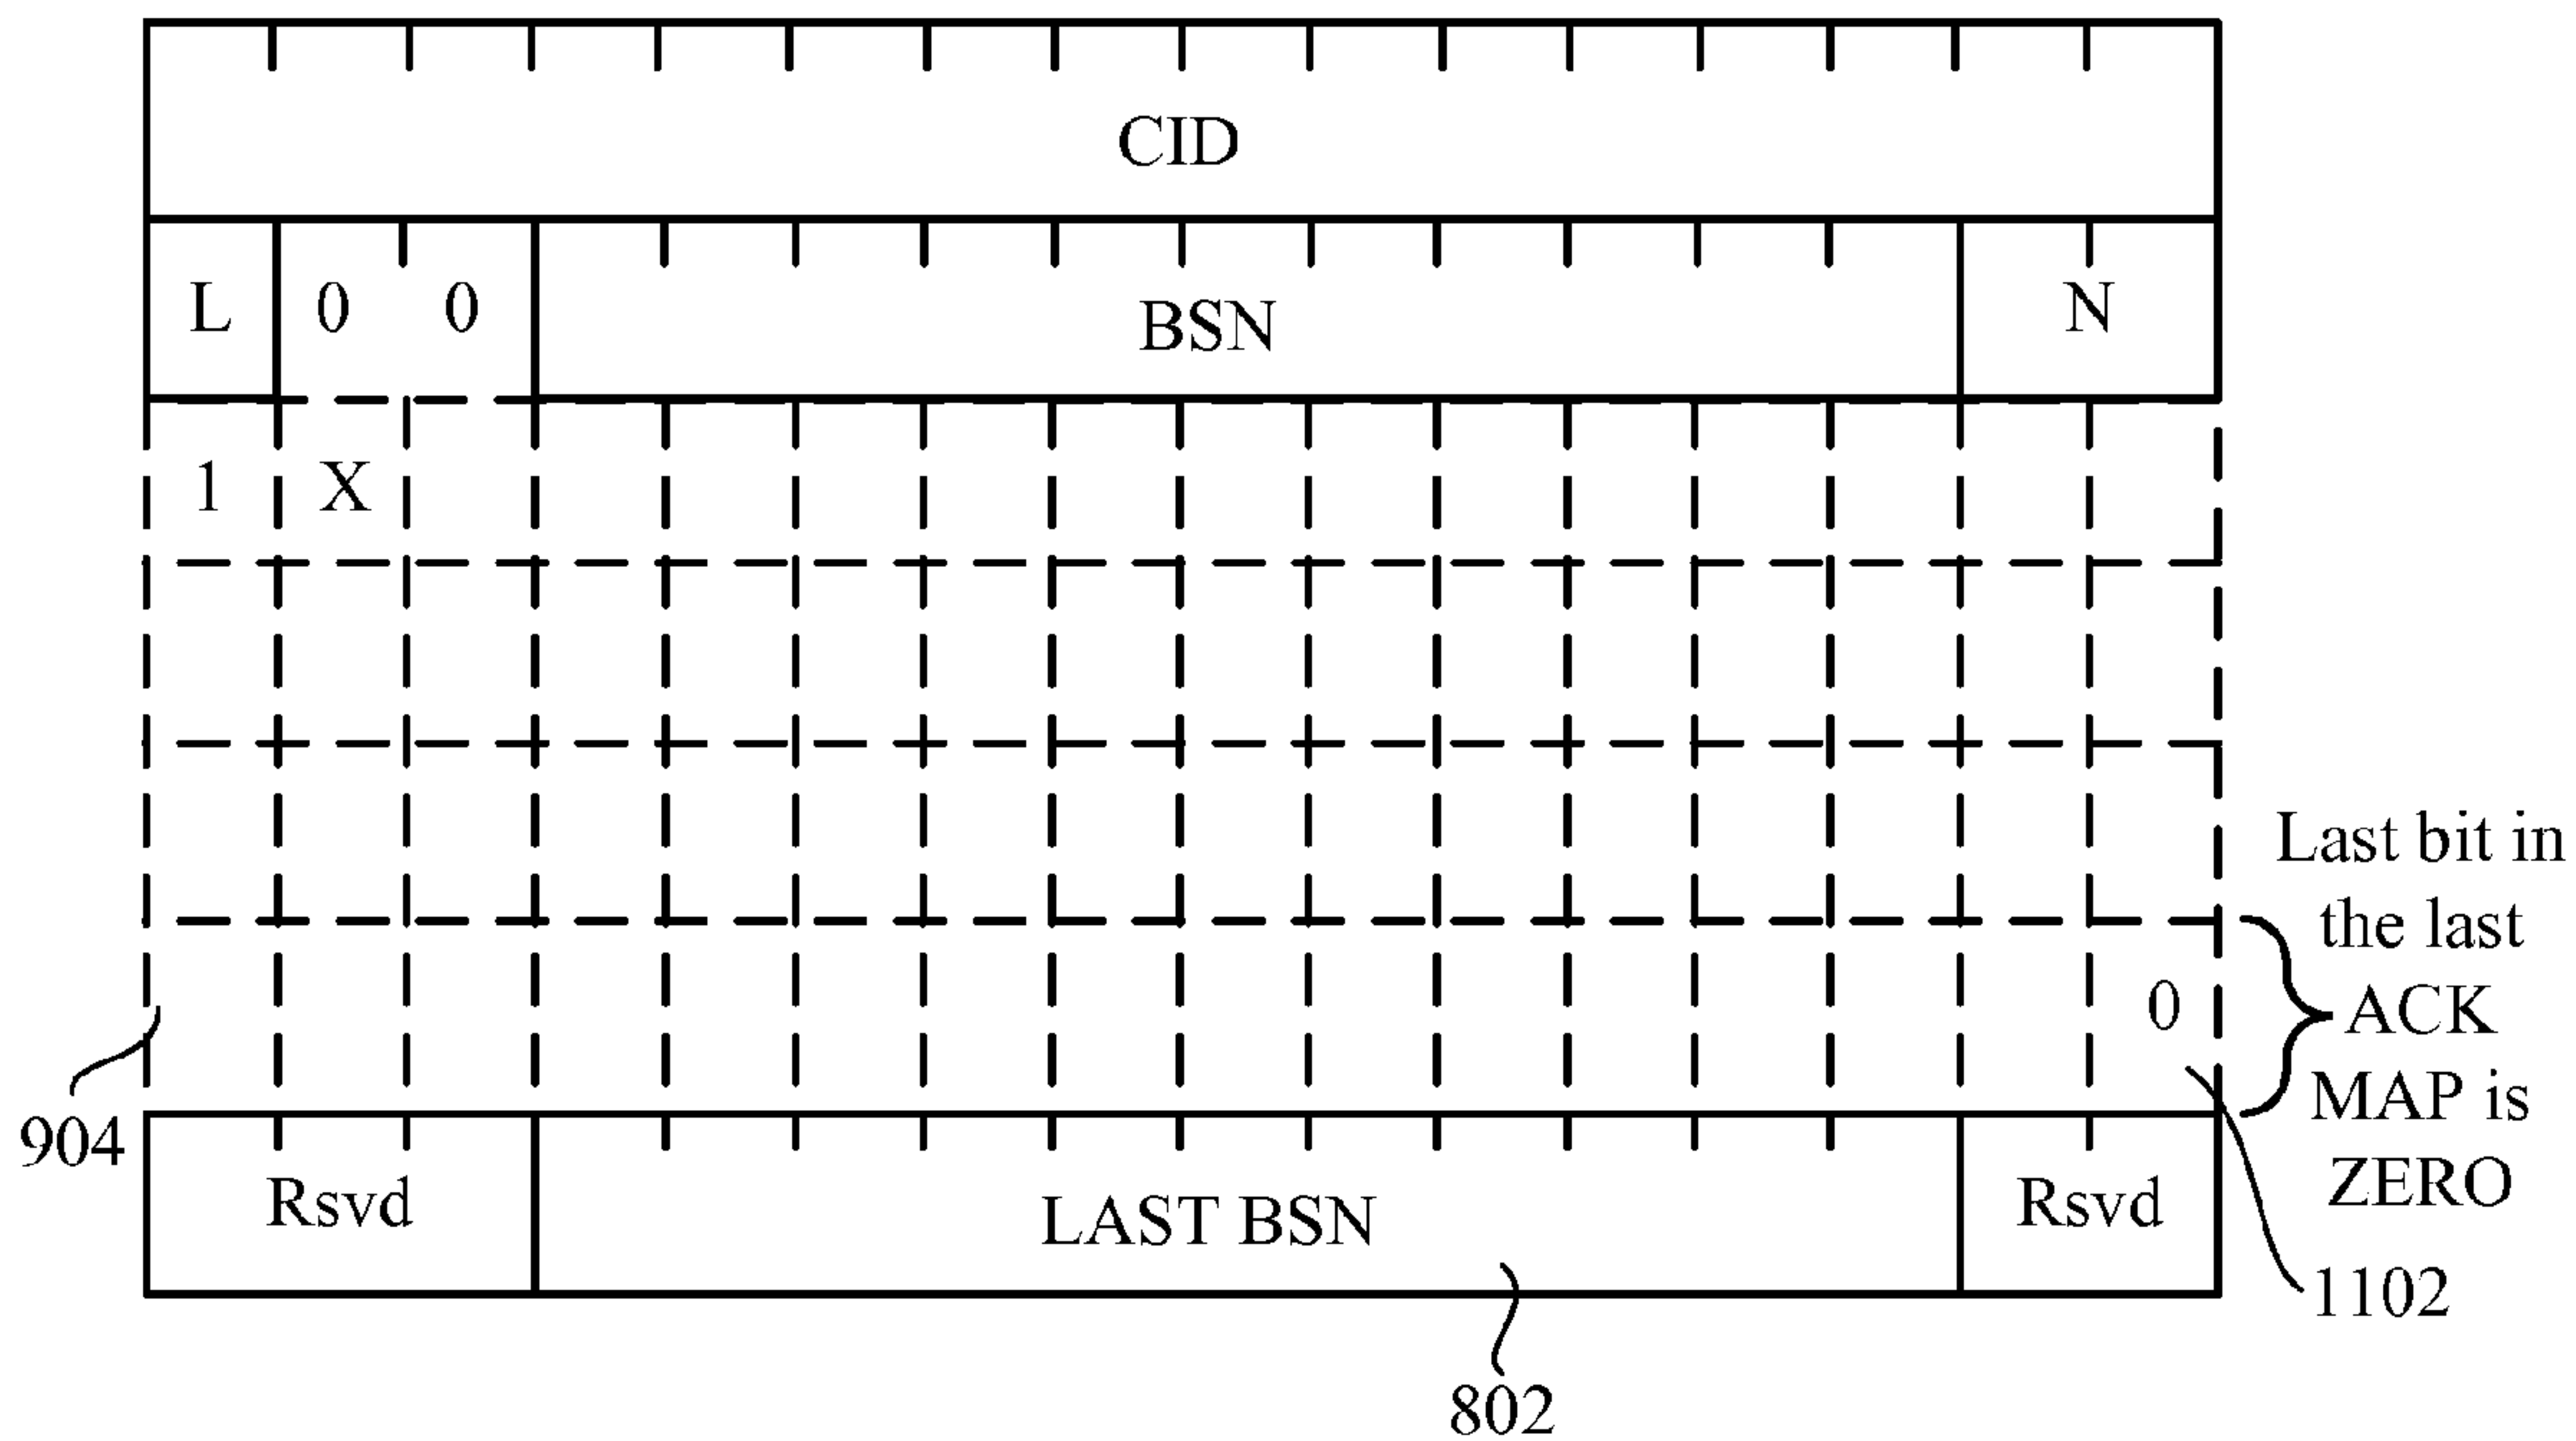 CID
L 0 0 BSN N
1 X
Last bit in
the last
ACK
MAP is
ZERO
0
904
Rsvd LAST BSN Rsvd
1102
802